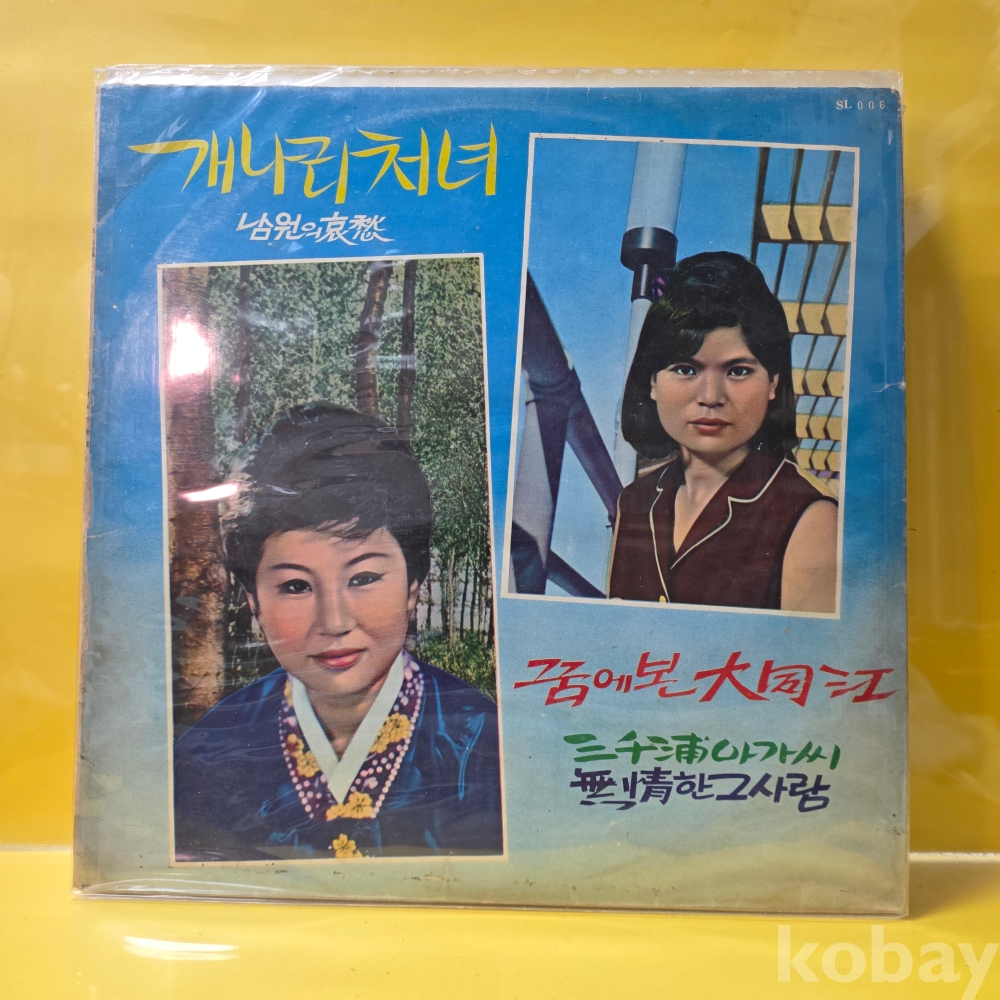 SL 006
개나리처녀
남원의哀愁
꿈에본大同江
三千浦아가씨
無情한그사람
kobay